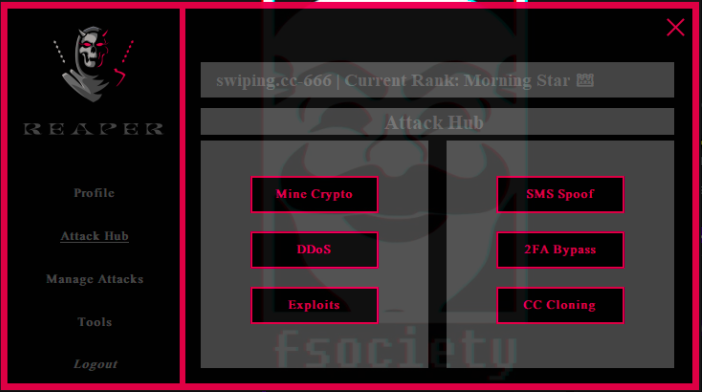 REAPER
Profile
Attack Hub
Manage Attacks
Tools
Logout
swiping.cc-666 | Current Rank: Morning Star
Attack Hub
Mine Crypto
SMS Spoof
DDoS
2FA Bypass
Exploits
CC Cloning
fsociety